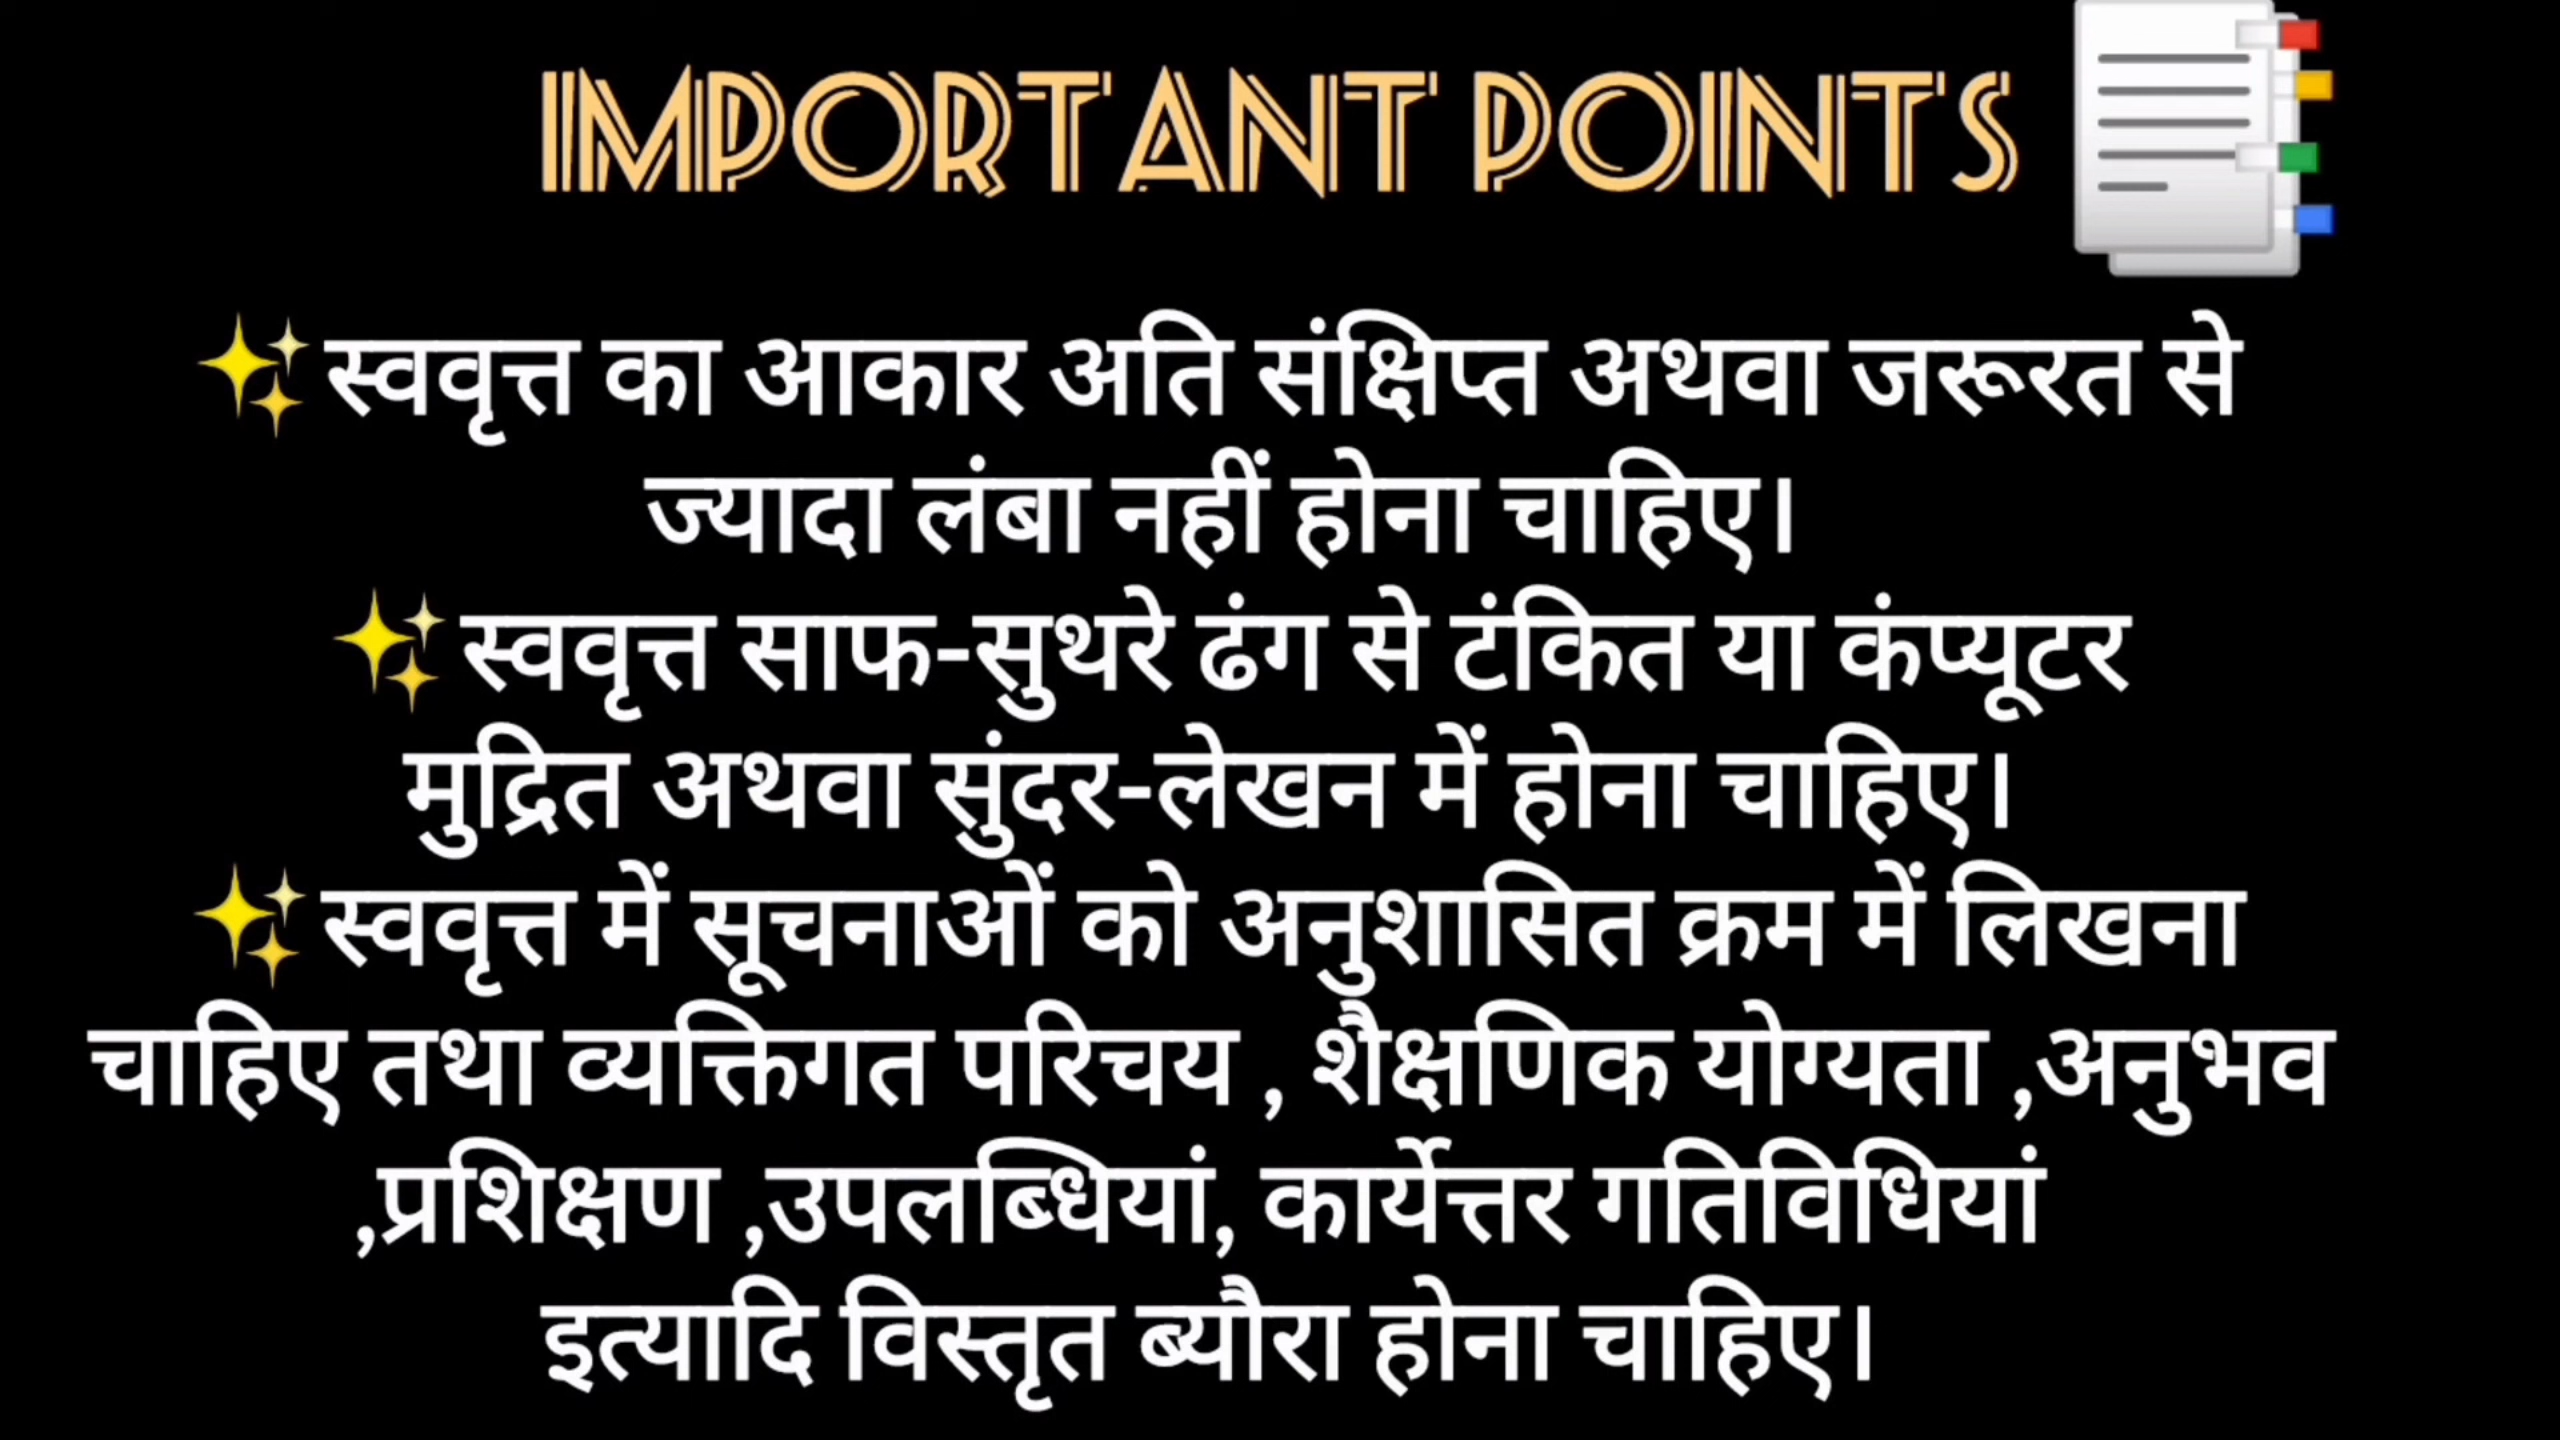 IMPORTANT POINTS
✨स्ववृत्त का आकार अति संक्षिप्त अथवा जरूरत से
ज्यादा लंबा नहीं होना चाहिए।
✨स्ववृत्त साफ-सुथरे ढंग से टंकित या कंप्यूटर
मुद्रित अथवा सुंदर-लेखन में होना चाहिए।
✨स्ववृत्त में सूचनाओं को अनुशासित क्रम में लिखना
चाहिए तथा व्यक्तिगत परिचय , शैक्षणिक योग्यता ,अनुभव
,प्रशिक्षण ,उपलब्धियां, कार्येत्तर गतिविधियां
इत्यादि विस्तृत ब्यौरा होना चाहिए।